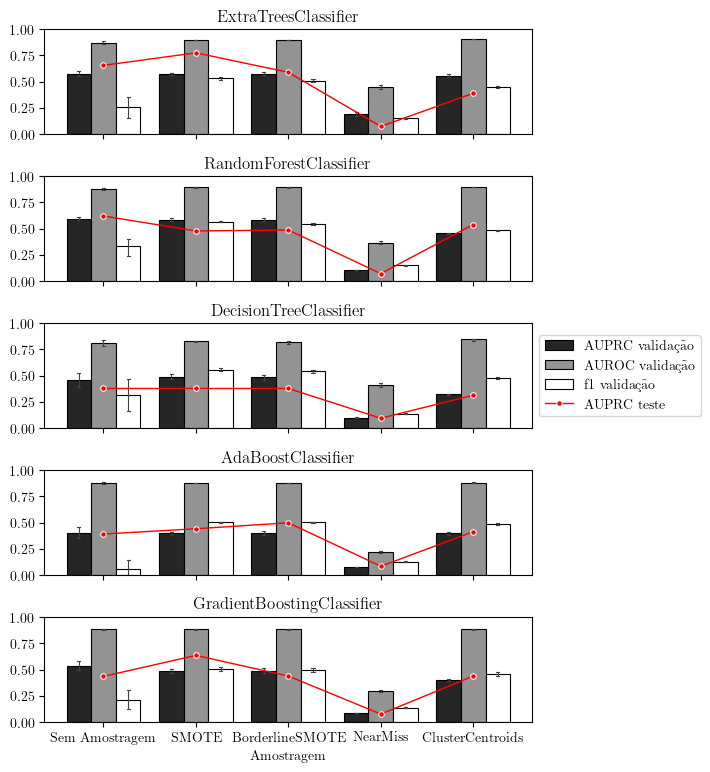 ExtraTreesClassifier
1.00
0.75
0.50
0.25
0.00
RandomForestClassifier
1.00
0.75
0.50
0.25
0.00
DecisionTreeClassifier
1.00
0.75
0.50
0.25
0.00
AUPRC validação
AUROC validação
f1 validação
AUPRC teste
AdaBoostClassifier
1.00
0.75
0.50
0.25
0.00
GradientBoostingClassifier
1.00
0.75
0.50
0.25
0.00
Sem Amostragem SMOTE BorderlineSMOTE NearMiss ClusterCentroids
Amostragem